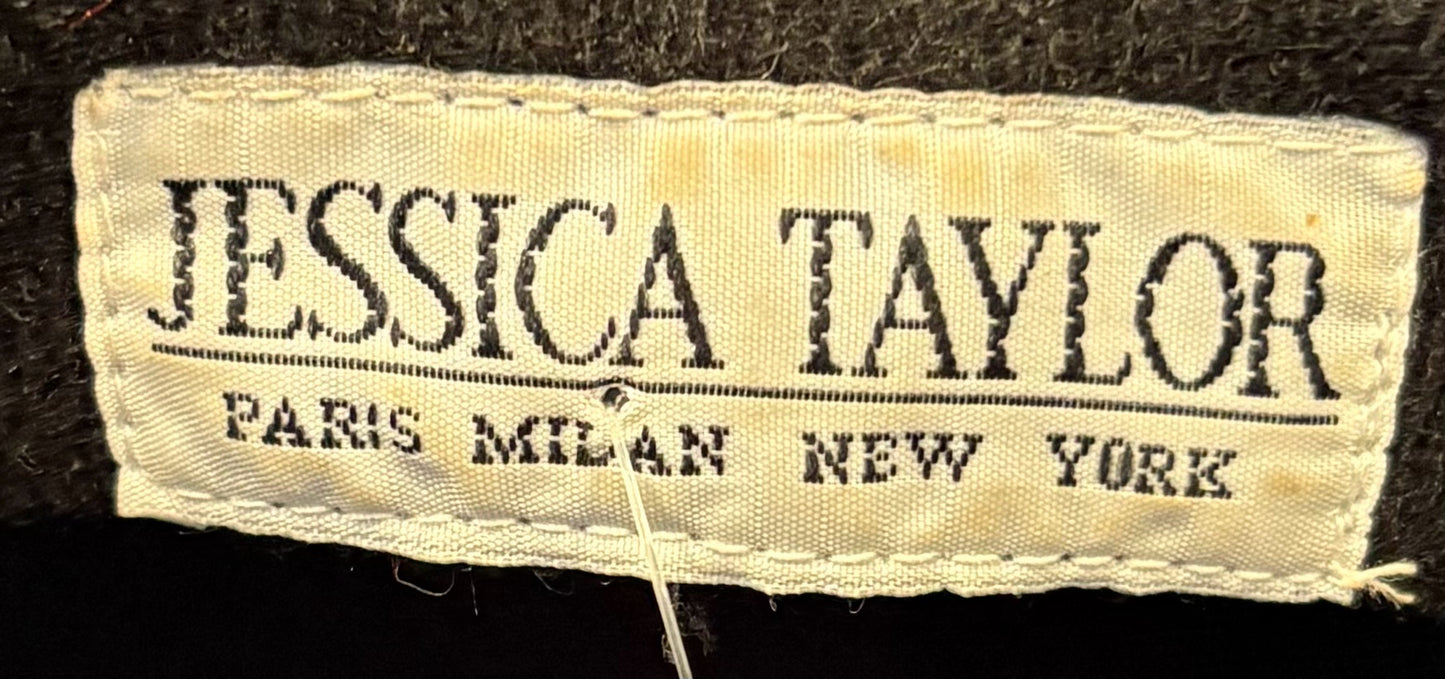 JESSICA TAYLOR
PARIS MILAN NEW YORK